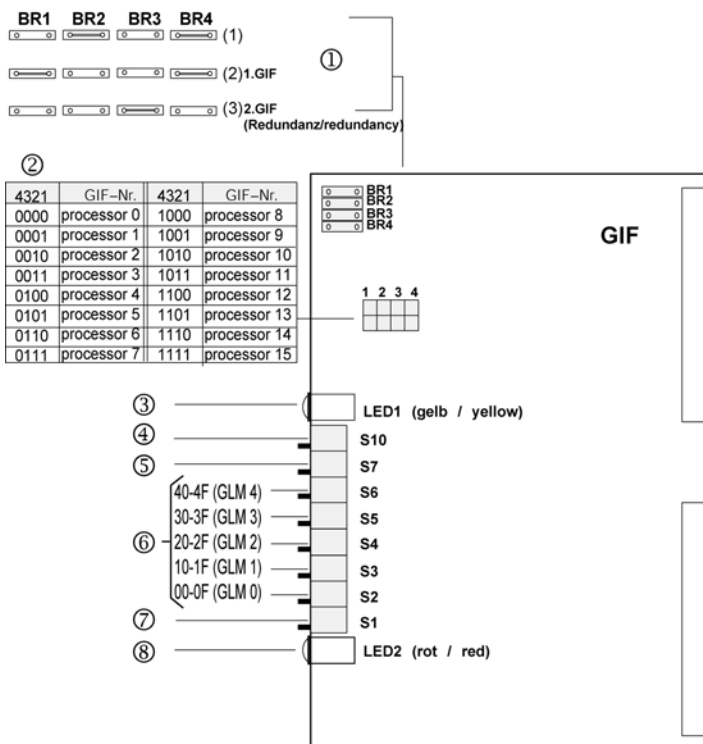 BR1 BR2 BR3 BR4
(1)
(2) 1.GIF
(3) 2.GIF
(Redundanz/redundancy)
①
②
4321 GIF–Nr. 4321 GIF–Nr.
0000 processor 0 1000 processor 8
0001 processor 1 1001 processor 9
0010 processor 2 1010 processor 10
0011 processor 3 1011 processor 11
0100 processor 4 1100 processor 12
0101 processor 5 1101 processor 13
0110 processor 6 1110 processor 14
0111 processor 7 1111 processor 15
BR1
BR2
BR3
BR4
GIF
1 2 3 4
③ LED1 (gelb / yellow)
④ S10
⑤ S7
40-4F (GLM 4) S6
30-3F (GLM 3) S5
⑥ 20-2F (GLM 2) S4
10-1F (GLM 1) S3
00-0F (GLM 0) S2
⑦ S1
⑧ LED2 (rot / red)